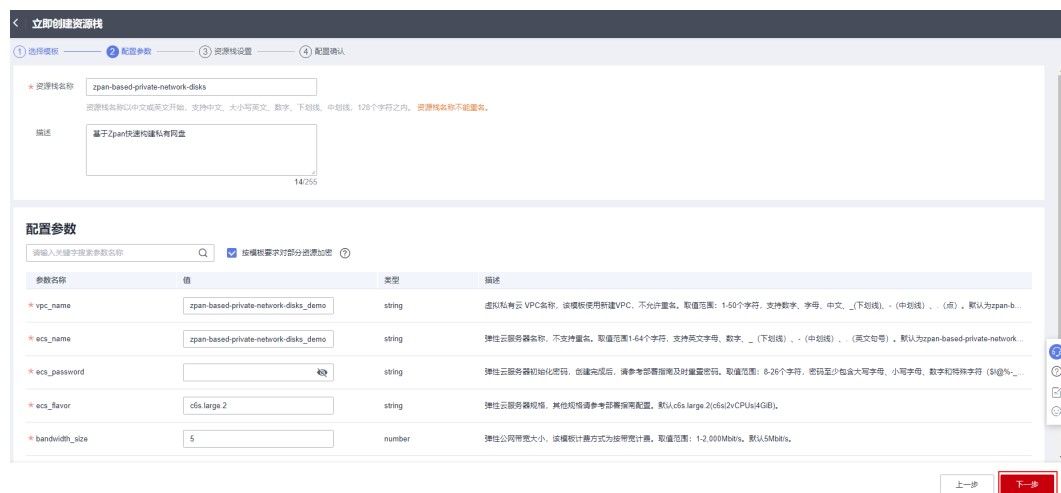 立即创建资源栈
1 选择模板 2 配置参数 3 资源栈设置 4 配置确认
* 资源栈名称 zpan-based-private-network-disks
资源栈名称以中文或英文开始，支持中文、大小写英文、数字、下划线、中划线，128个字符之内。 资源栈名称不能重名。
描述 基于Zpan快速构建私有网盘
14/255
配置参数
请输入关键字搜索参数名称 按模板要求对部分资源加密
参数名称 值 类型 描述
* vpc_name zpan-based-private-network-disks_demo string 虚拟私有云 VPC名称，该模板使用新建VPC，不允许重名。取值范围：1-50个字符，支持数字、字母、中文、_(下划线)、-（中划线）、.（点）。默认为zpan-b...
* ecs_name zpan-based-private-network-disks_demo string 弹性云服务器名称，不支持重名。取值范围1-64个字符，支持英文字母、数字、_（下划线）、-（中划线）、.（英文句号）。默认为zpan-based-private-network...
* ecs_password string 弹性云服务器初始化密码，创建完成后，请参考部署指南及时重置密码。取值范围：8-26个字符，密码至少包含大写字母、小写字母、数字和特殊字符（$!@%-_...
* ecs_flavor c6s.large.2 string 弹性云服务器规格，其他规格请参考部署指南配置。默认c6s.large.2(c6s|2vCPUs|4GiB)。
* bandwidth_size 5 number 弹性公网带宽大小，该模板计费方式为按带宽计费。取值范围：1-2,000Mbit/s。默认5Mbit/s。
上一步 下一步